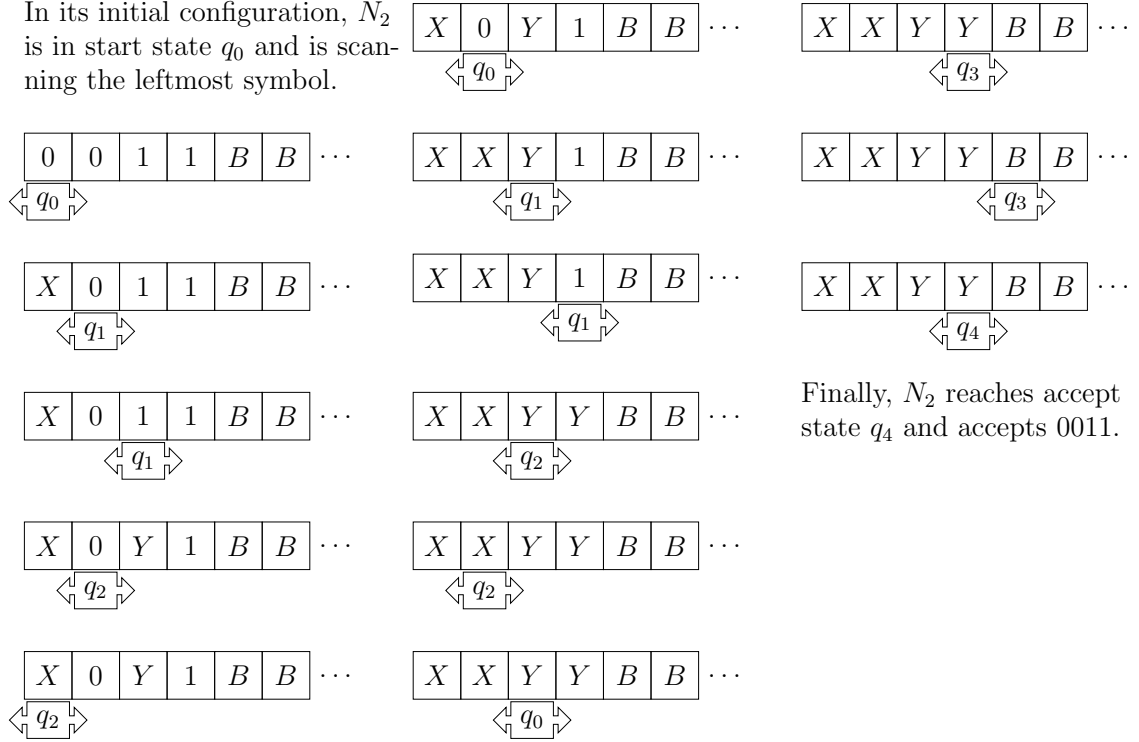 In its initial configuration, N₂
is in start state q₀ and is scan-
ning the leftmost symbol.
0 0 1 1 B B ···
q₀
X 0 1 1 B B ···
q₁
X 0 1 1 B B ···
q₁
X 0 Y 1 B B ···
q₂
X 0 Y 1 B B ···
q₂
X 0 Y 1 B B ···
q₀
X X Y 1 B B ···
q₁
X X Y 1 B B ···
q₁
X X Y Y B B ···
q₂
X X Y Y B B ···
q₂
X X Y Y B B ···
q₀
X X Y Y B B ···
q₃
X X Y Y B B ···
q₃
X X Y Y B B ···
q₄
Finally, N₂ reaches accept
state q₄ and accepts 0011.